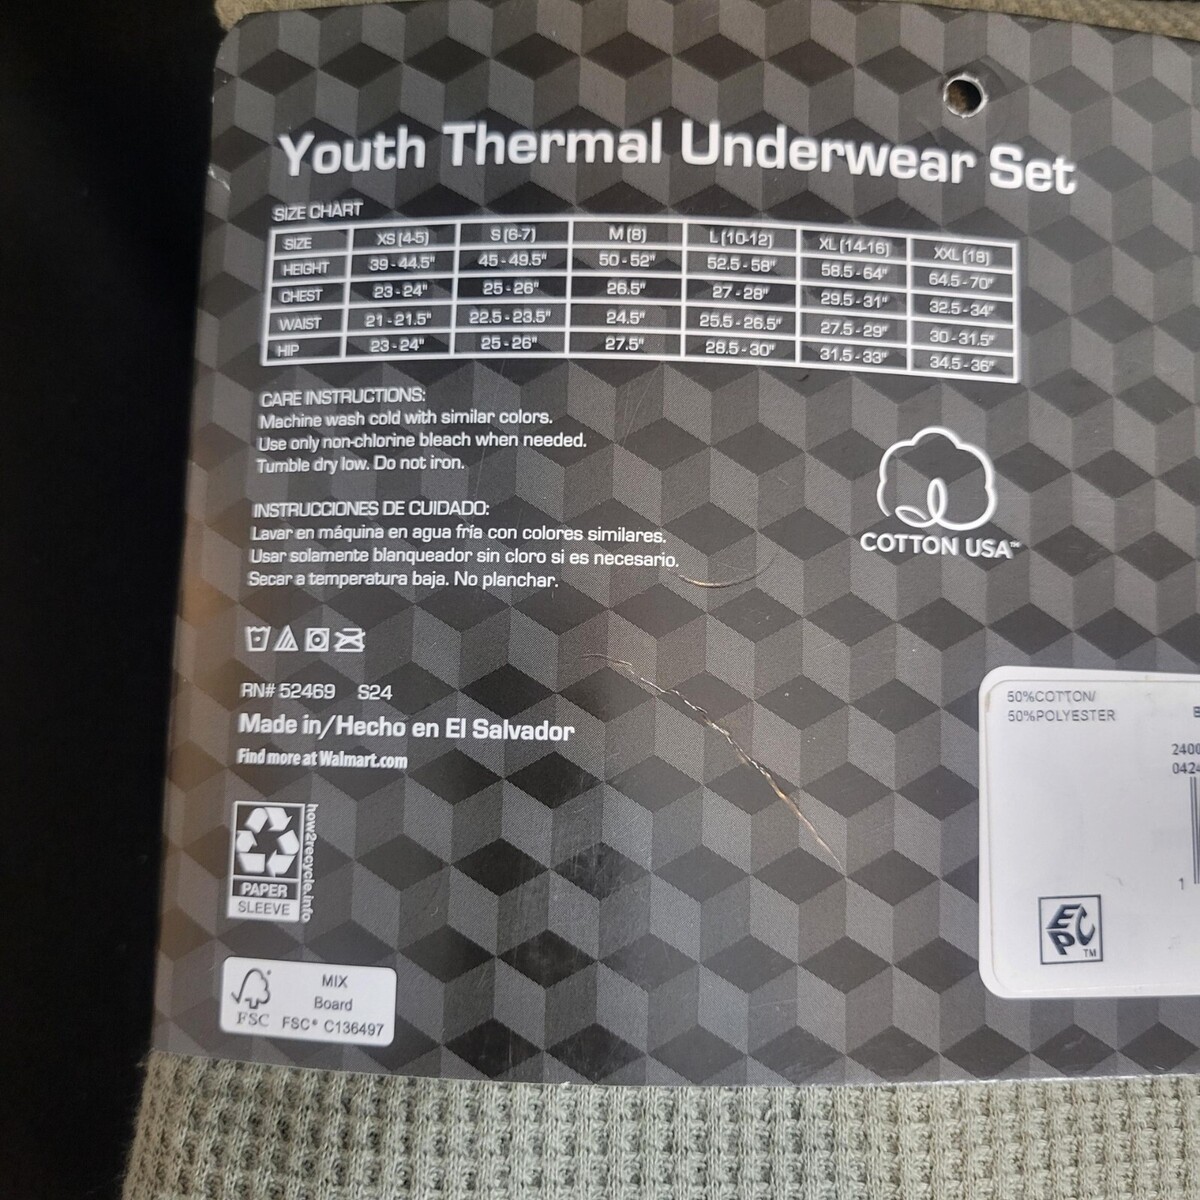 Youth Thermal Underwear Set
SIZE CHART
SIZE XS (4-5) S (6-7) M (8) L (10-12) XL (14-16) XXL (18)
HEIGHT 39 - 44.5" 45 - 49.5" 50 - 52" 52.5 - 58" 58.5 - 64" 64.5 - 70"
CHEST 23 - 24" 25 - 26" 26.5" 27 - 28" 29.5 - 31" 32.5 - 34"
WAIST 21 - 21.5" 22.5 - 23.5" 24.5" 25.5 - 26.5" 27.5 - 29" 30 - 31.5"
HIP 23 - 24" 25 - 26" 27.5" 28.5 - 30" 31.5 - 33" 34.5 - 36"
CARE INSTRUCTIONS:
Machine wash cold with similar colors.
Use only non-chlorine bleach when needed.
Tumble dry low. Do not iron.
COTTON USA™
INSTRUCCIONES DE CUIDADO:
Lavar en máquina en agua fría con colores similares.
Usar solamente blanqueador sin cloro si es necesario.
Secar a temperatura baja. No planchar.
RN# 52469 S24
Made in/Hecho en El Salvador
Find more at Walmart.com
50%COTTON/
50%POLYESTER
2400
0424
1
EPC™
PAPER
SLEEVE
how2recycle.info
FSC
MIX
Board
FSC® C136497